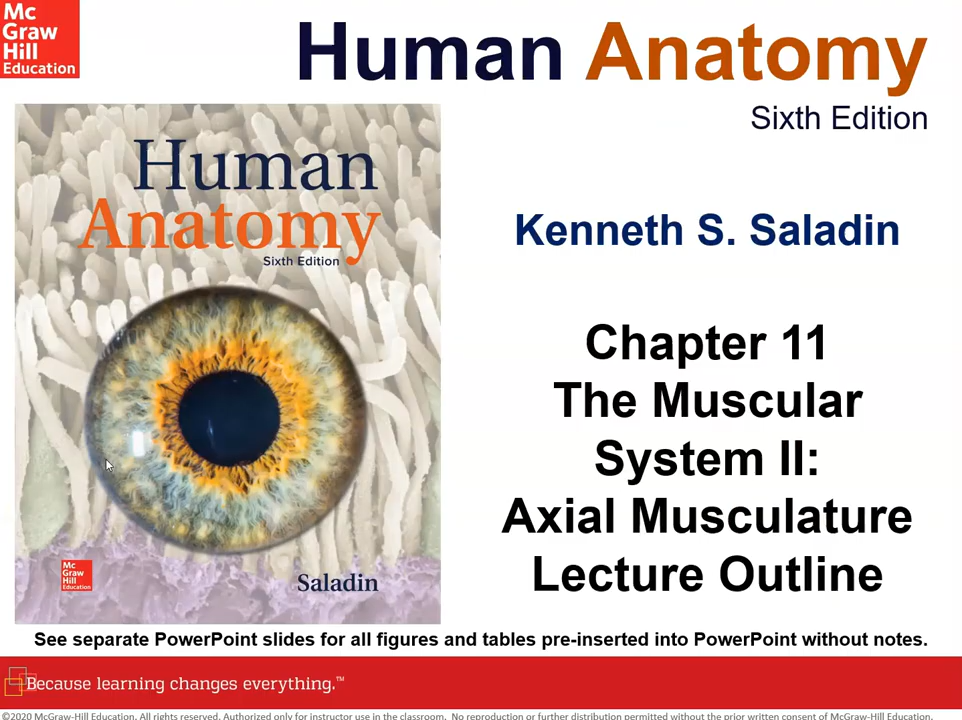 Mc
Graw
Hill
Education
Human Anatomy
Sixth Edition
Human
Anatomy
Sixth Edition
Kenneth S. Saladin
Chapter 11
The Muscular
System II:
Axial Musculature
Lecture Outline
Mc
Graw
Hill
Education
Saladin
See separate PowerPoint slides for all figures and tables pre-inserted into PowerPoint without notes.
Because learning changes everything.™
©2020 McGraw-Hill Education. All rights reserved. Authorized only for instructor use in the classroom. No reproduction or further distribution permitted without the prior written consent of McGraw-Hill Education.